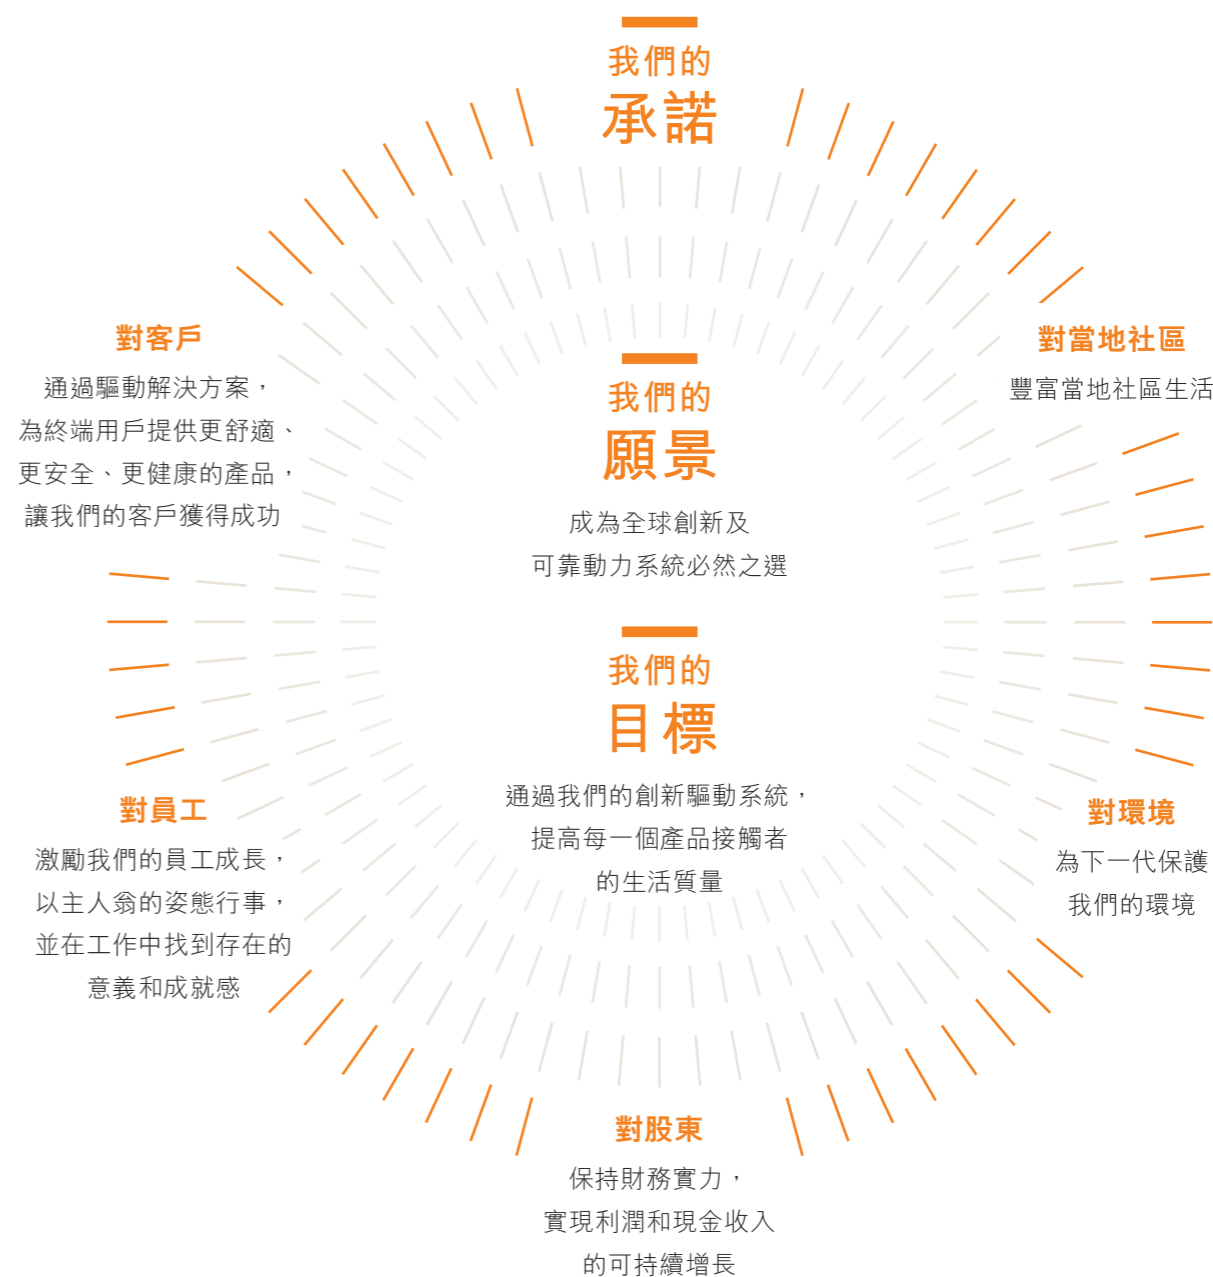 我們的
承諾
對客戶
通過驅動解決方案，
為終端用戶提供更舒適、
更安全、更健康的產品，
讓我們的客戶獲得成功
對當地社區
豐富當地社區生活
我們的
願景
成為全球創新及
可靠動力系統必然之選
我們的
目標
通過我們的創新驅動系統，
提高每一個產品接觸者
的生活質量
對員工
激勵我們的員工成長，
以主人翁的姿態行事，
並在工作中找到存在的
意義和成就感
對環境
為下一代保護
我們的環境
對股東
保持財務實力，
實現利潤和現金收入
的可持續增長